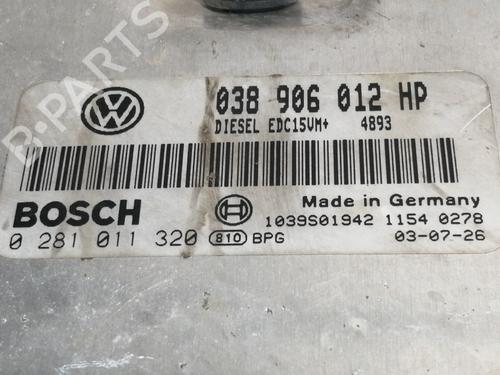 B-PARTS
038 906 012 HP
DIESEL EDC15VM+ 4893
BOSCH
Made in Germany
1039S01942 1154 0278
0 281 011 320 810 BPG 03-07-26